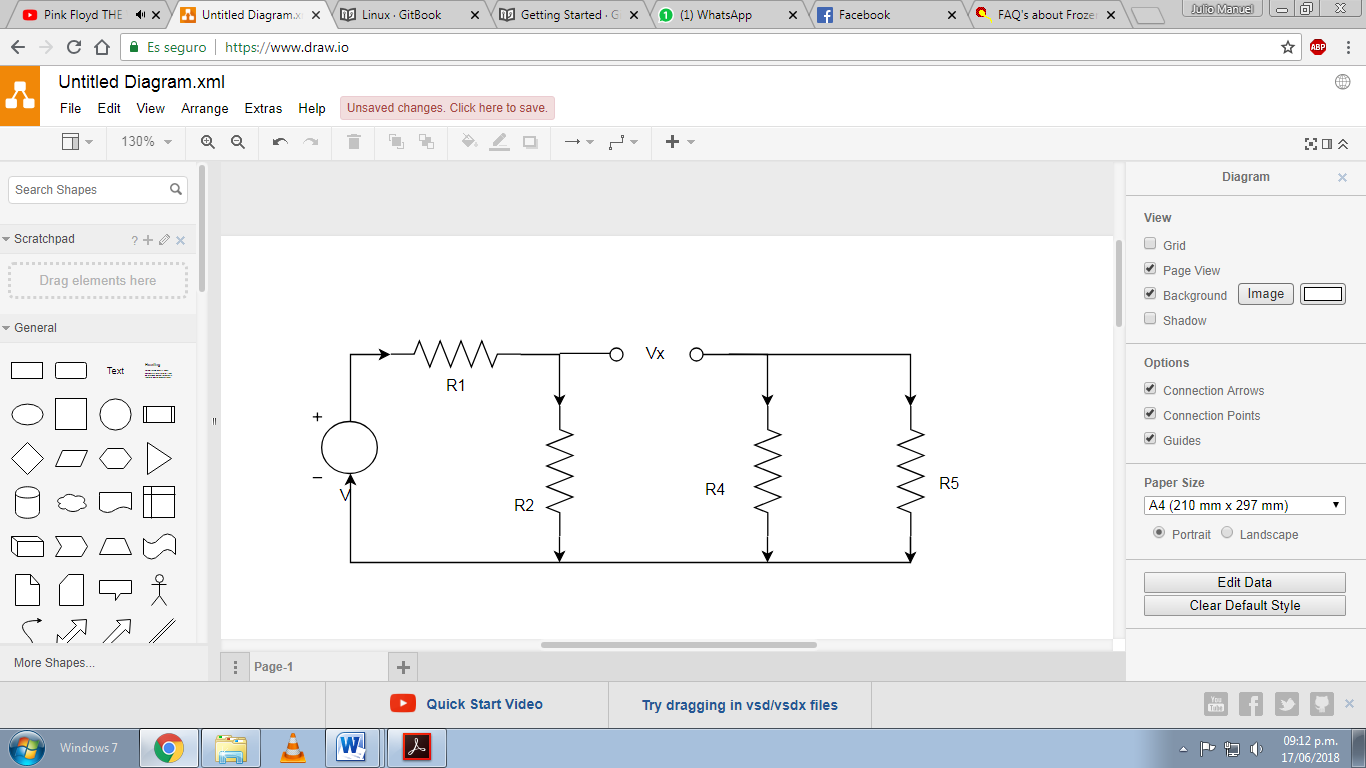 Pink Floyd THE
Untitled Diagram.x
Linux · GitBook
Getting Started · G
(1) WhatsApp
Facebook
FAQ's about Froze
Julio Manuel
Es seguro
https://www.draw.io
ABP
Untitled Diagram.xml
File Edit View Arrange Extras Help
Unsaved changes. Click here to save.
130%
Search Shapes
Scratchpad
?
Drag elements here
General
Text
Heading
More Shapes...
Vx
R1
+
−
V
R2
R4
R5
Page-1
Diagram
View
Grid
Page View
Background
Image
Shadow
Options
Connection Arrows
Connection Points
Guides
Paper Size
A4 (210 mm x 297 mm)
Portrait
Landscape
Edit Data
Clear Default Style
Quick Start Video
Try dragging in vsd/vsdx files
You
Tube
Windows 7
09:12 p.m.
17/06/2018